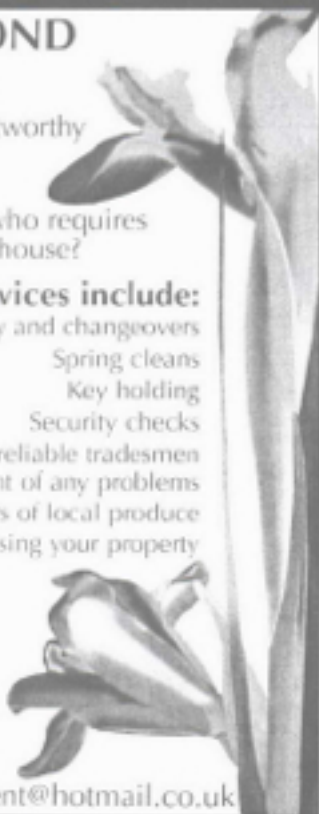 OND
worthy
who requires
house?
vices include:
y and changeovers
Spring cleans
Key holding
Security checks
reliable tradesmen
nt of any problems
s of local produce
sing your property
ent@hotmail.co.uk